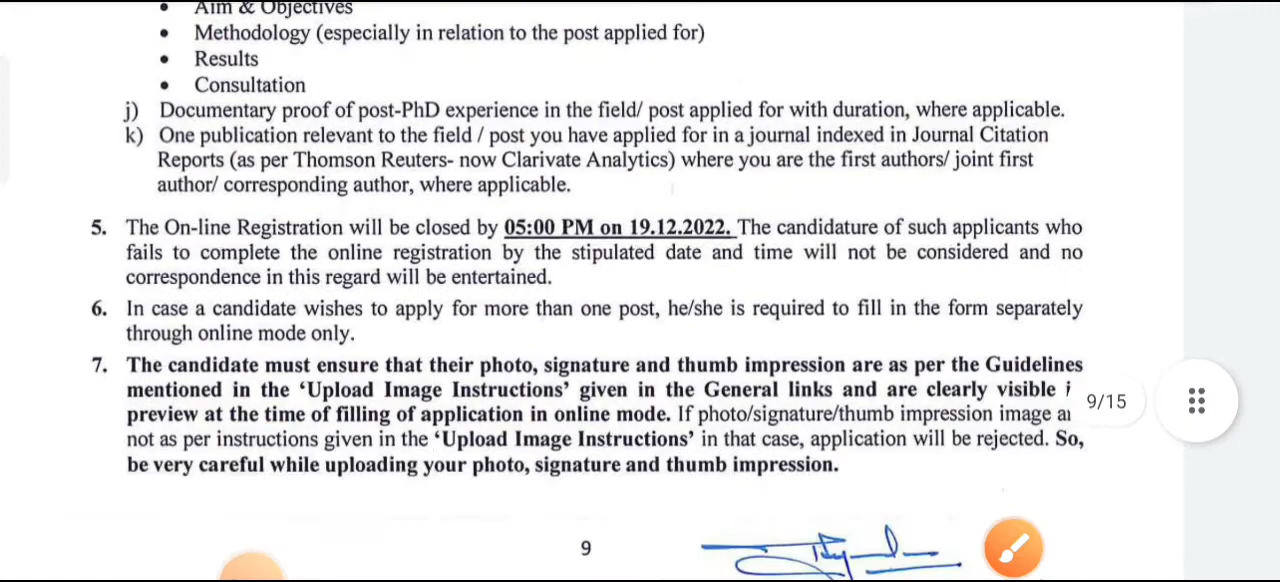 • Aim & Objectives
• Methodology (especially in relation to the post applied for)
• Results
• Consultation
j) Documentary proof of post-PhD experience in the field/ post applied for with duration, where applicable.
k) One publication relevant to the field / post you have applied for in a journal indexed in Journal Citation
Reports (as per Thomson Reuters- now Clarivate Analytics) where you are the first authors/ joint first
author/ corresponding author, where applicable.
5. The On-line Registration will be closed by 05:00 PM on 19.12.2022. The candidature of such applicants who
fails to complete the online registration by the stipulated date and time will not be considered and no
correspondence in this regard will be entertained.
6. In case a candidate wishes to apply for more than one post, he/she is required to fill in the form separately
through online mode only.
7. The candidate must ensure that their photo, signature and thumb impression are as per the Guidelines
mentioned in the ‘Upload Image Instructions’ given in the General links and are clearly visible
preview at the time of filling of application in online mode. If photo/signature/thumb impression image
9/15
not as per instructions given in the ‘Upload Image Instructions’ in that case, application will be rejected. So,
be very careful while uploading your photo, signature and thumb impression.
9